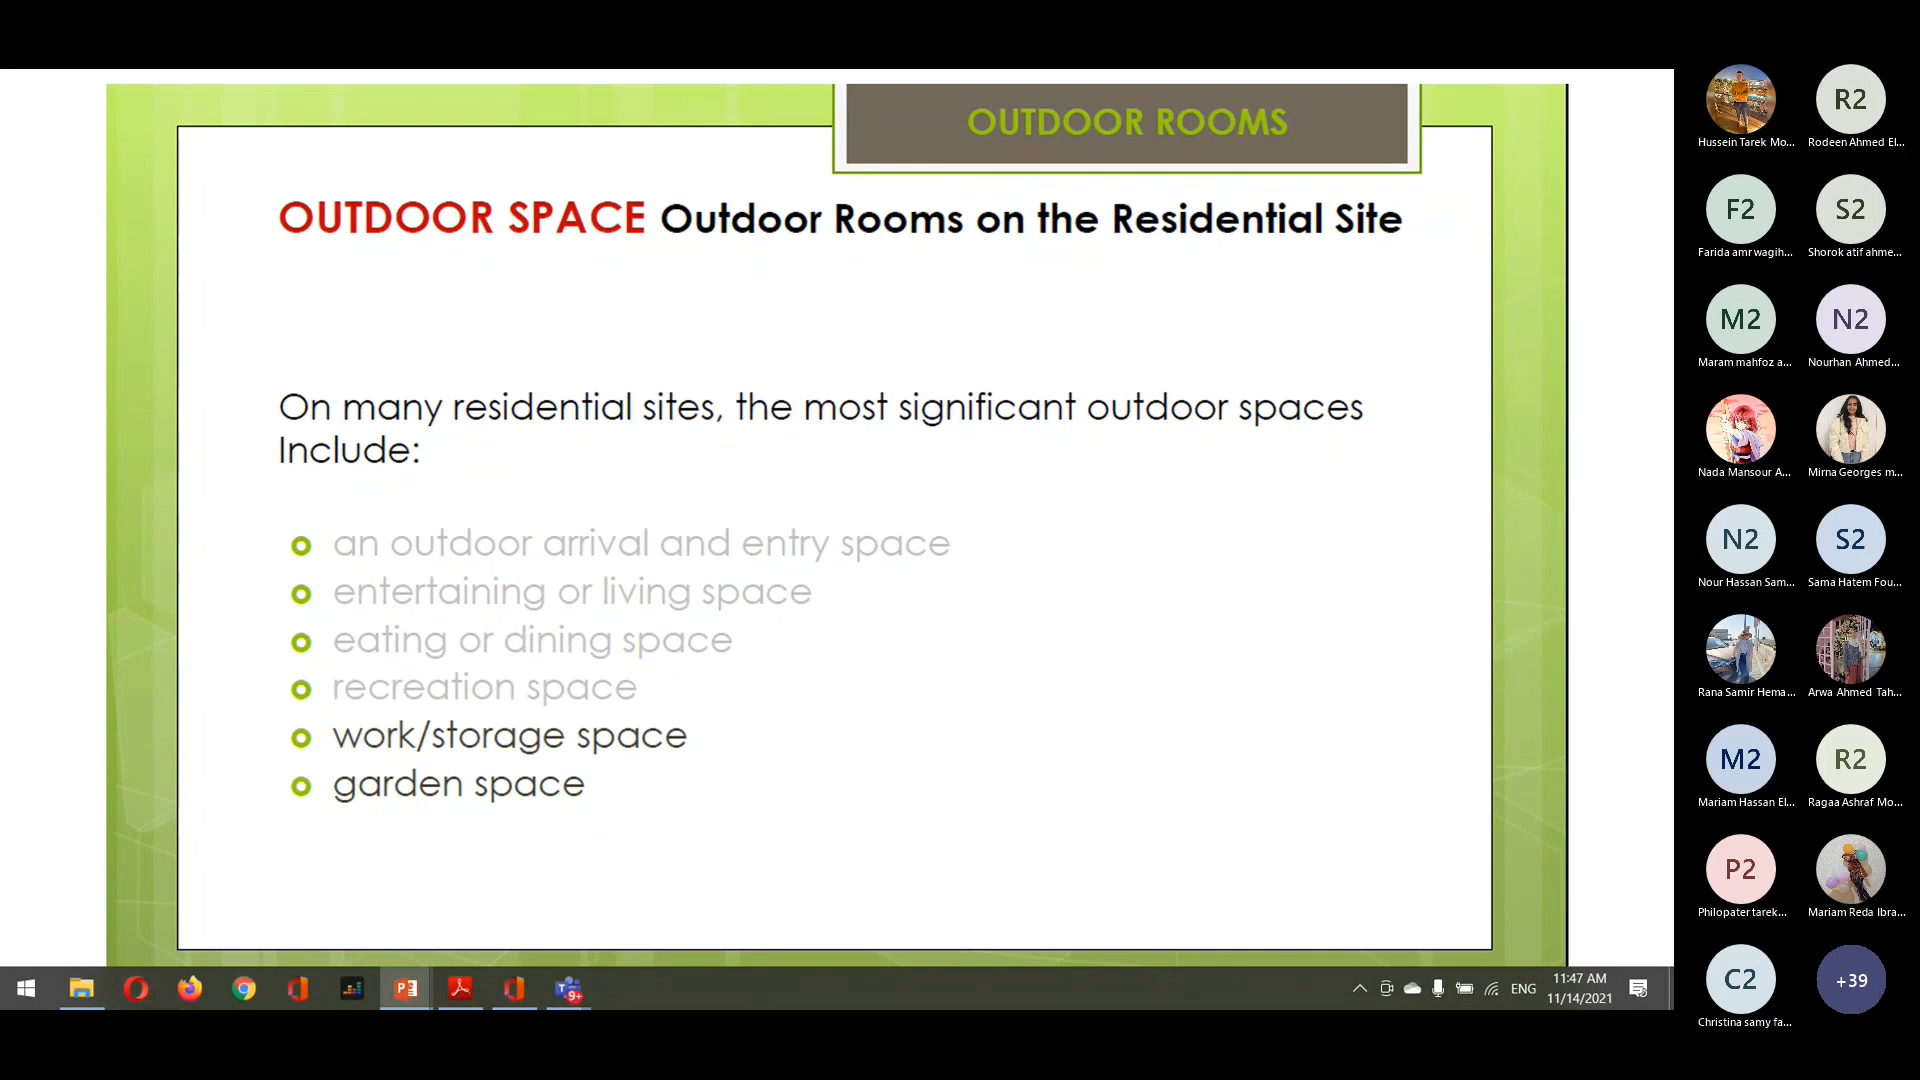 OUTDOOR ROOMS
OUTDOOR SPACE Outdoor Rooms on the Residential Site
On many residential sites, the most significant outdoor spaces
Include:
an outdoor arrival and entry space
entertaining or living space
eating or dining space
recreation space
work/storage space
garden space
9+
ENG
11:47 AM
11/14/2021
R2
Hussein Tarek Mo...
Rodeen Ahmed El...
F2
S2
Farida amr wagih...
Shorok atif ahme...
M2
N2
Maram mahfoz a...
Nourhan Ahmed...
Nada Mansour A...
Mirna Georges m...
N2
S2
Nour Hassan Sam...
Sama Hatem Fou...
Rana Samir Hema...
Arwa Ahmed Tah...
M2
R2
Mariam Hassan El...
Ragaa Ashraf Mo...
P2
Philopater tarek...
Mariam Reda Ibra...
C2
+39
Christina samy fa...